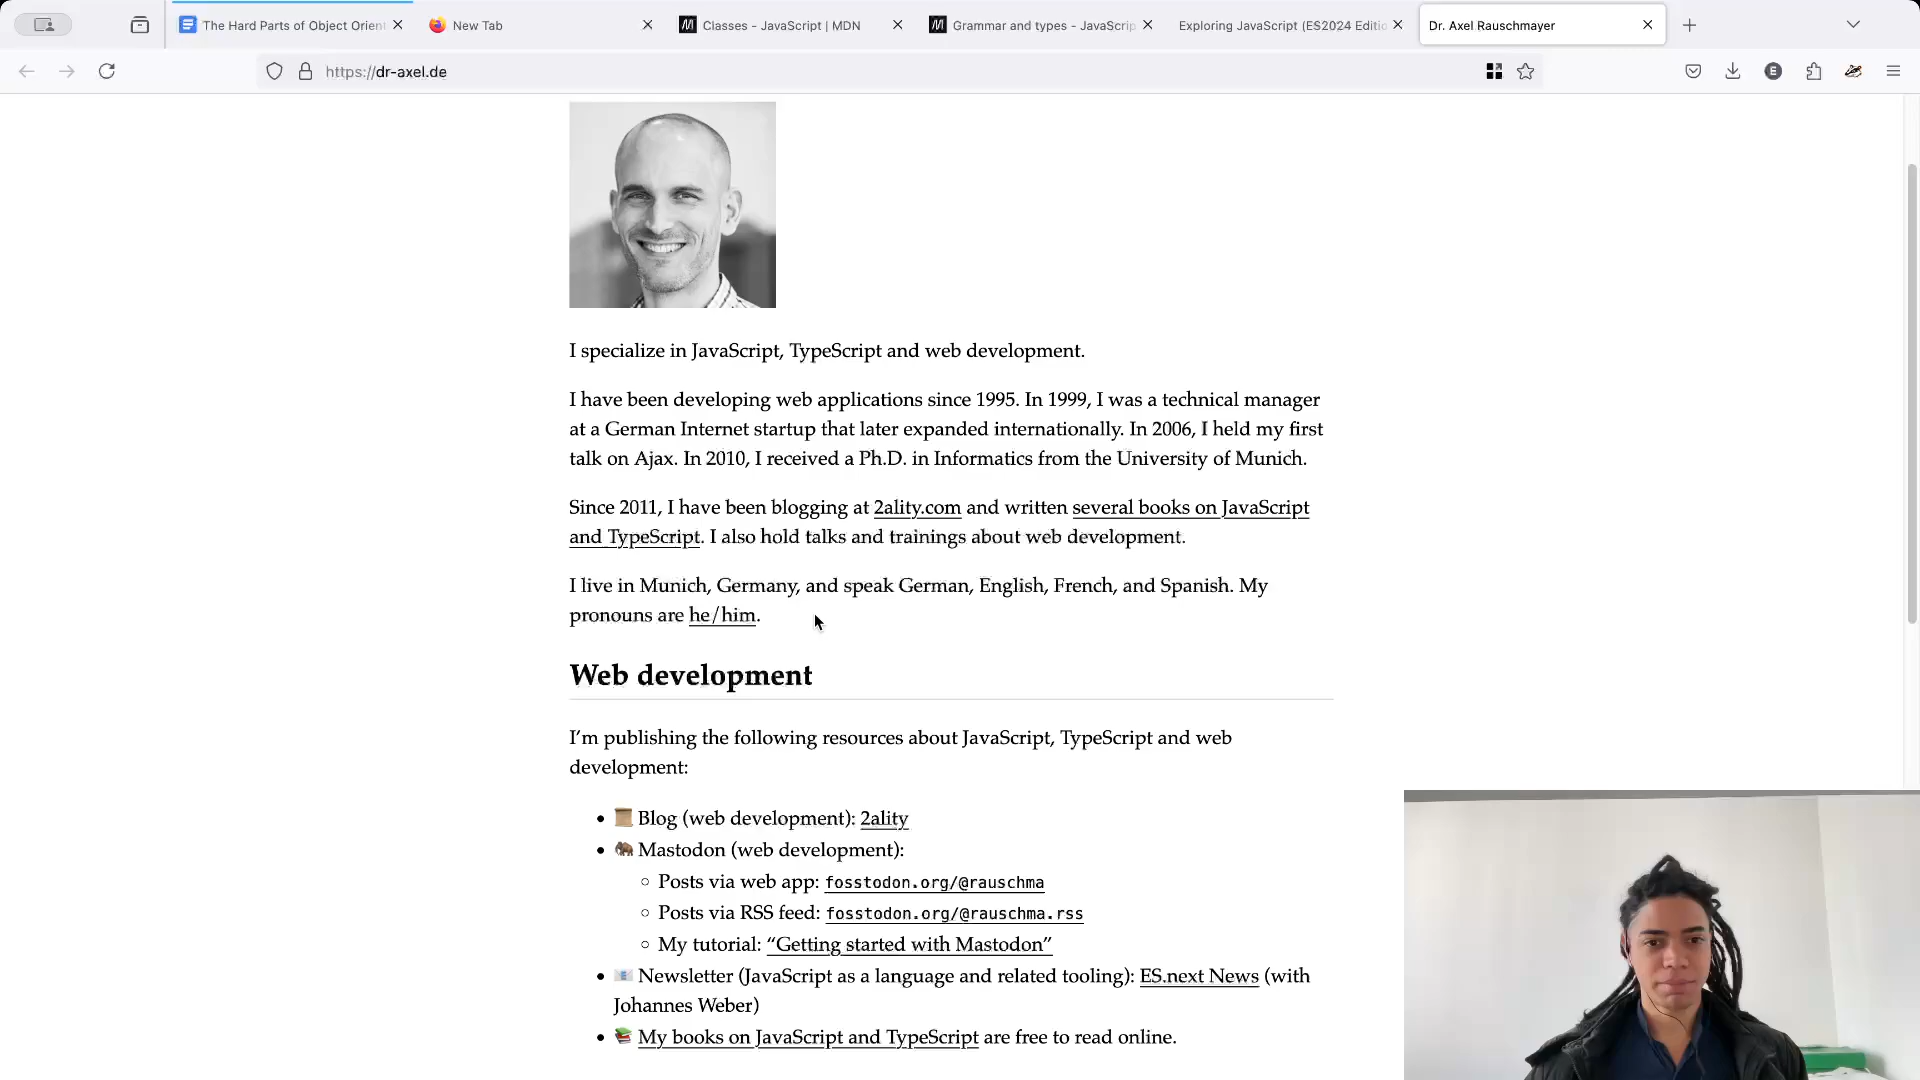 The Hard Parts of Object Orient
New Tab
Classes - JavaScript | MDN
Grammar and types - JavaScrip
Exploring JavaScript (ES2024 Editio
Dr. Axel Rauschmayer
https://dr-axel.de
E
I specialize in JavaScript, TypeScript and web development.
I have been developing web applications since 1995. In 1999, I was a technical manager
at a German Internet startup that later expanded internationally. In 2006, I held my first
talk on Ajax. In 2010, I received a Ph.D. in Informatics from the University of Munich.
Since 2011, I have been blogging at 2ality.com and written several books on JavaScript
and TypeScript. I also hold talks and trainings about web development.
I live in Munich, Germany, and speak German, English, French, and Spanish. My
pronouns are he/him.
Web development
I’m publishing the following resources about JavaScript, TypeScript and web
development:
• Blog (web development): 2ality
• Mastodon (web development):
◦ Posts via web app: fosstodon.org/@rauschma
◦ Posts via RSS feed: fosstodon.org/@rauschma.rss
◦ My tutorial: “Getting started with Mastodon”
• Newsletter (JavaScript as a language and related tooling): ES.next News (with
Johannes Weber)
• My books on JavaScript and TypeScript are free to read online.